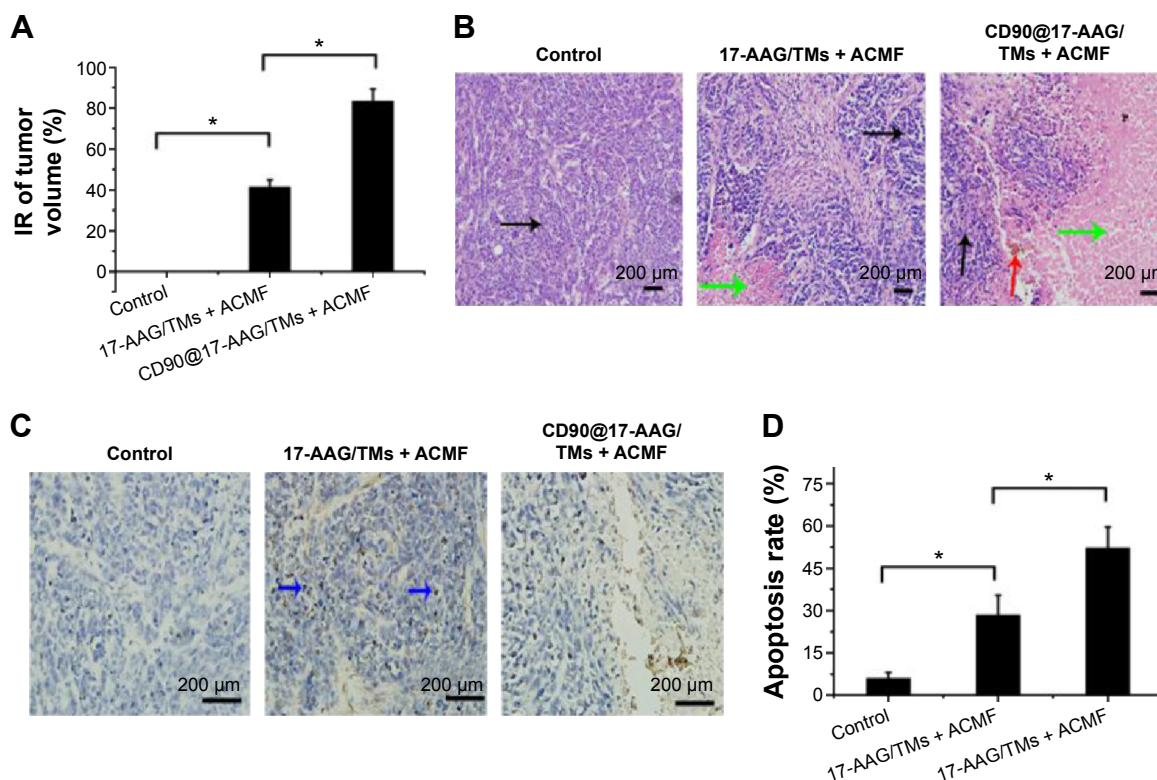 A
IR of tumor
volume (%)
100
80
60
40
20
0
*
*
Control
17-AAG/TMs + ACMF
CD90@17-AAG/TMs + ACMF
B
Control
17-AAG/TMs + ACMF
CD90@17-AAG/
TMs + ACMF
200 µm
200 µm
200 µm
C
Control
17-AAG/TMs + ACMF
CD90@17-AAG/
TMs + ACMF
200 µm
200 µm
200 µm
D
Apoptosis rate (%)
75
60
45
30
15
0
*
*
Control
17-AAG/TMs + ACMF
17-AAG/TMs + ACMF